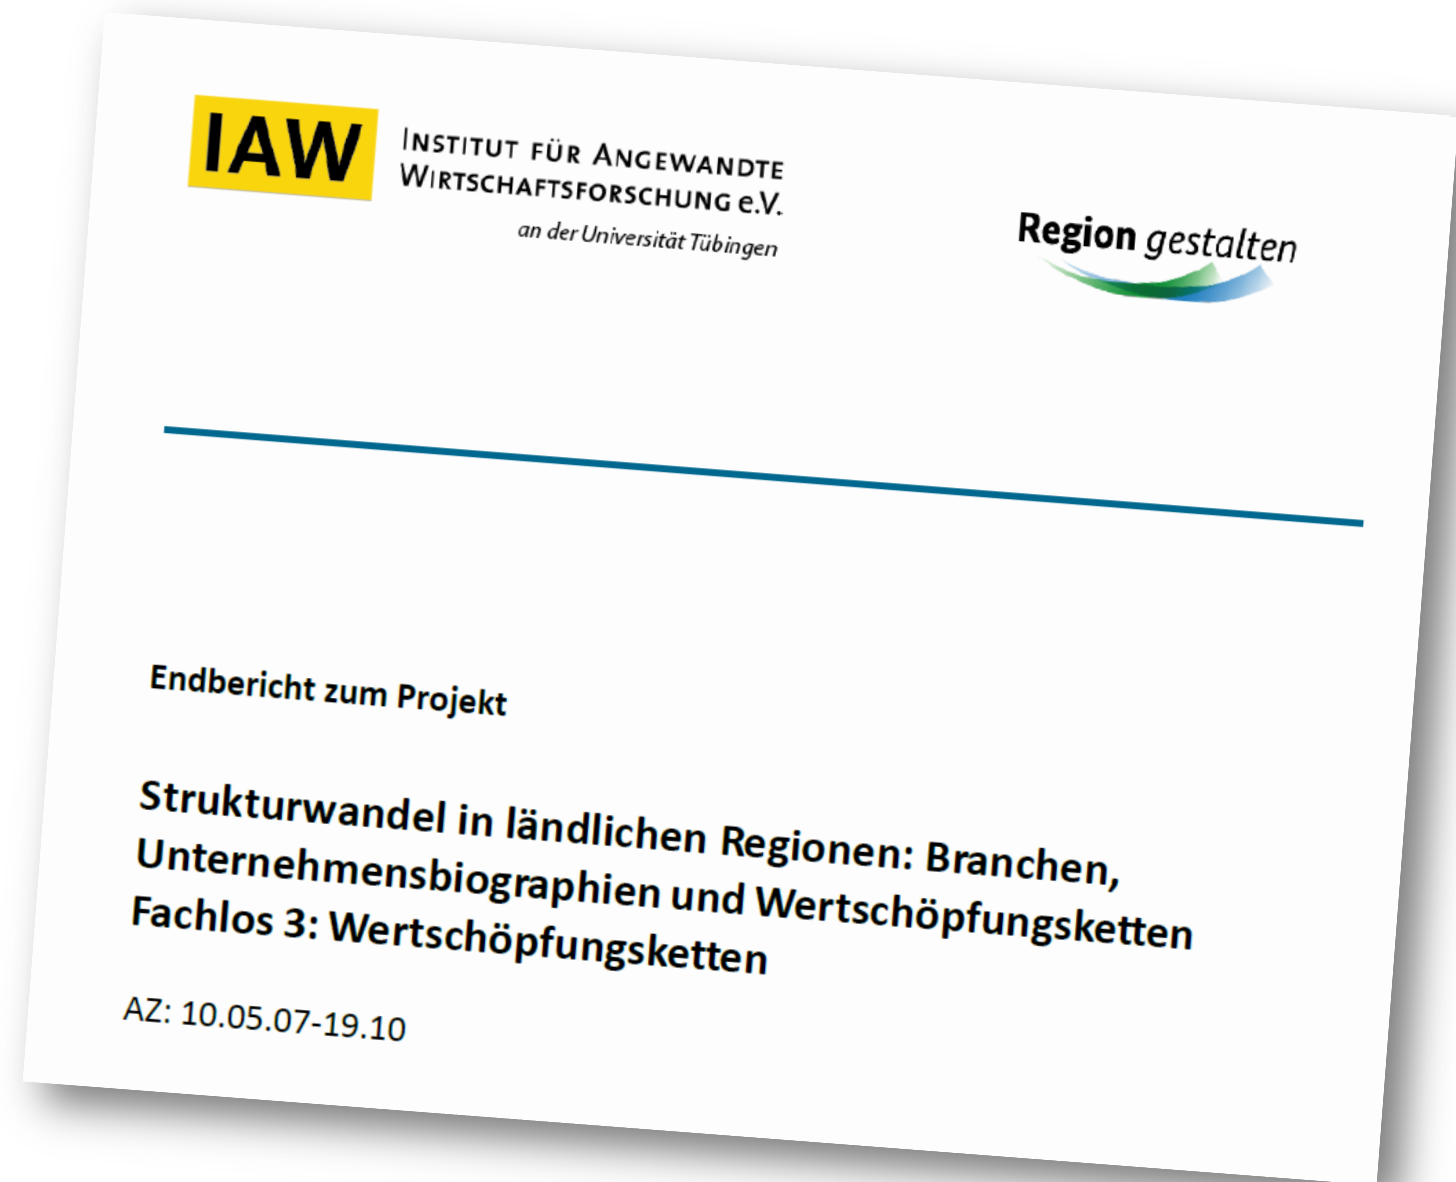 IAW
INSTITUT FÜR ANGEWANDTE
WIRTSCHAFTSFORSCHUNG e.V.
an der Universität Tübingen
Region gestalten
Endbericht zum Projekt
Strukturwandel in ländlichen Regionen: Branchen,
Unternehmensbiographien und Wertschöpfungsketten
Fachlos 3: Wertschöpfungsketten
AZ: 10.05.07-19.10